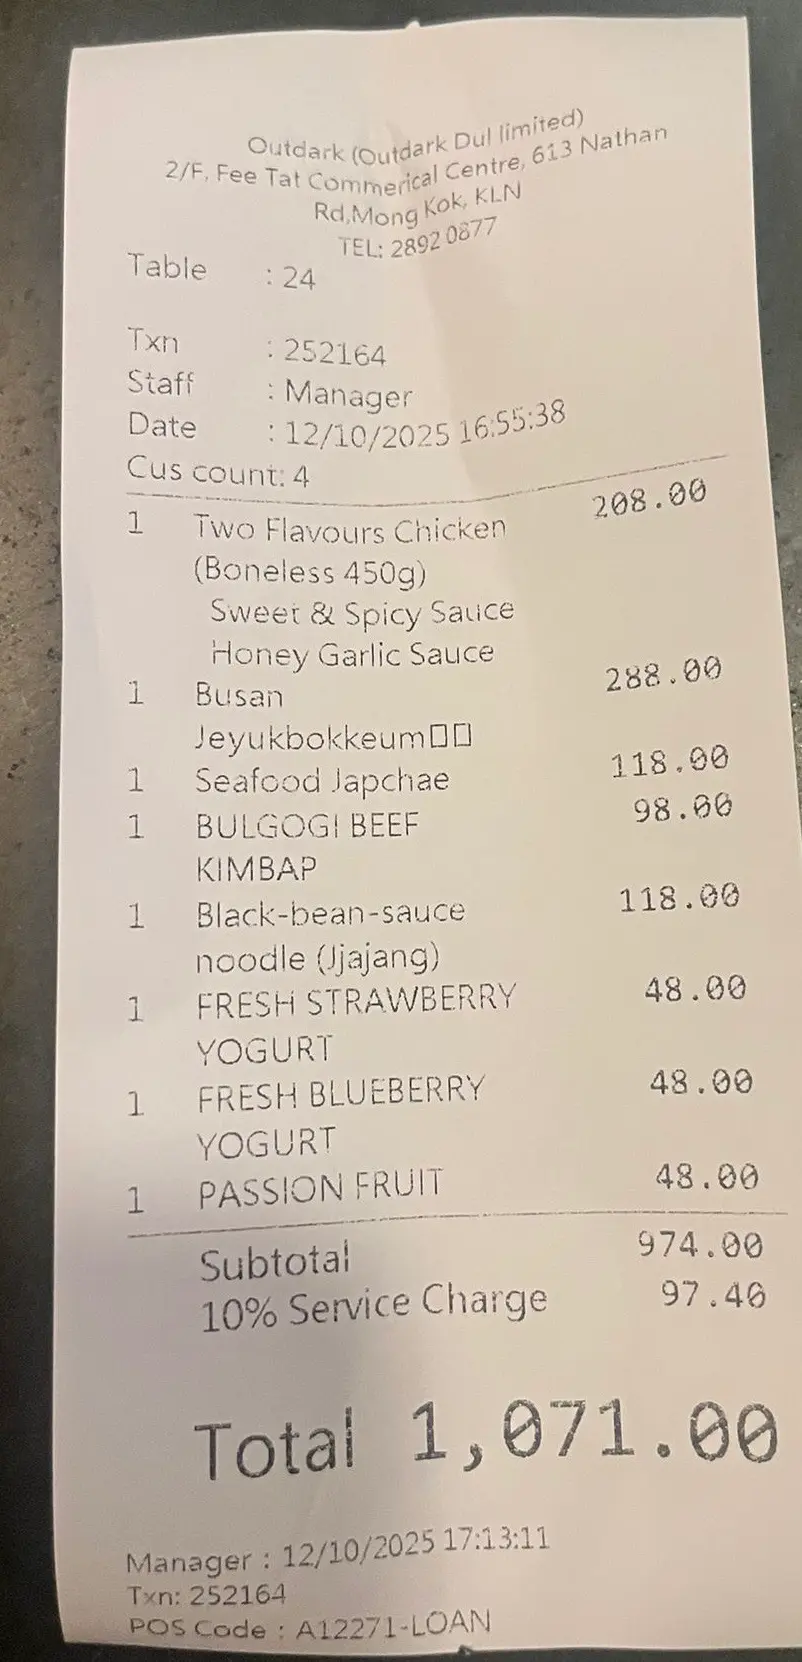 Outdark (Outdark Dul limited)
2/F, Fee Tat Commerical Centre, 613 Nathan
Rd,Mong Kok, KLN
TEL: 2892 0877
Table : 24
Txn : 252164
Staff : Manager
Date : 12/10/2025 16:55:38
Cus count: 4
1 Two Flavours Chicken 208.00
(Boneless 450g)
Sweet & Spicy Sauce
Honey Garlic Sauce
1 Busan 288.00
Jeyukbokkeum□□
1 Seafood Japchae 118.00
1 BULGOGI BEEF 98.00
KIMBAP
1 Black-bean-sauce 118.00
noodle (Jjajang)
1 FRESH STRAWBERRY 48.00
YOGURT
1 FRESH BLUEBERRY 48.00
YOGURT
1 PASSION FRUIT 48.00
Subtotal 974.00
10% Service Charge 97.40
Total 1,071.00
Manager : 12/10/2025 17:13:11
Txn: 252164
POS Code : A12271-LOAN